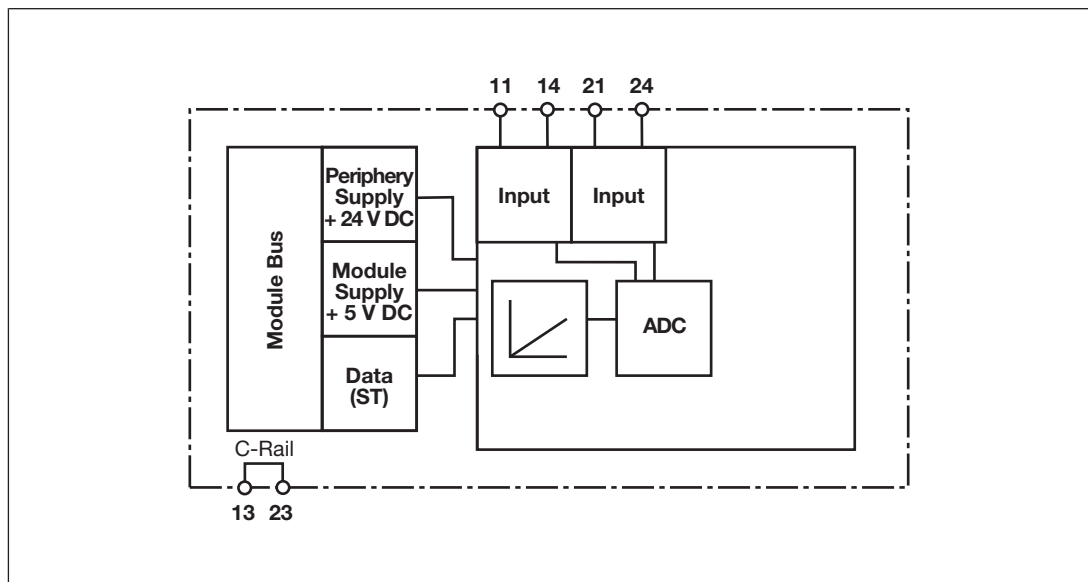 11 14 21 24
Periphery
Supply
+ 24 V DC
Input
Input
Module Bus
Module
Supply
+ 5 V DC
ADC
Data
(ST)
C-Rail
13 23